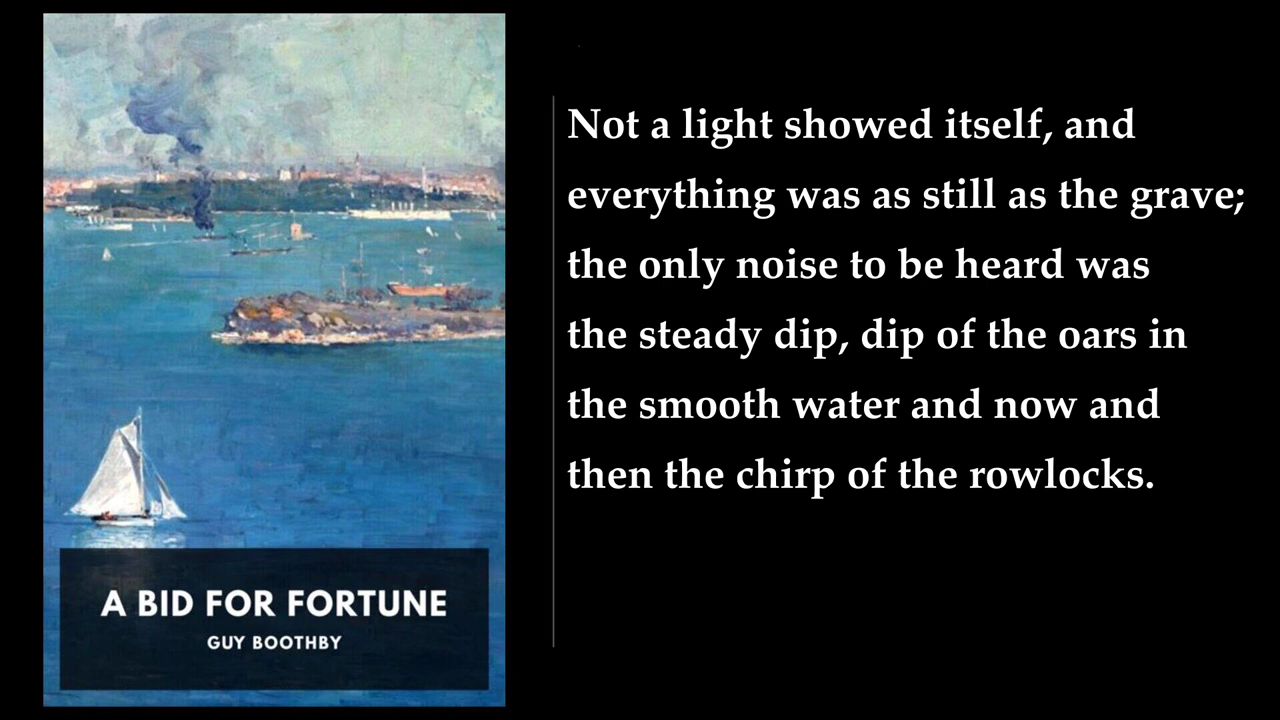 A BID FOR FORTUNE
GUY BOOTHBY
Not a light showed itself, and
everything was as still as the grave;
the only noise to be heard was
the steady dip, dip of the oars in
the smooth water and now and
then the chirp of the rowlocks.